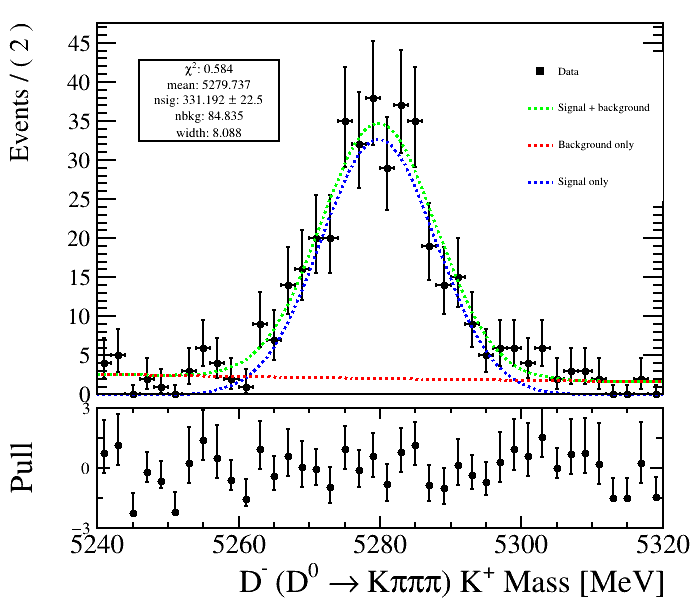 Events / ( 2 )
45
40
35
30
25
20
15
10
5
0
χ²: 0.584
mean: 5279.737
nsig: 331.192 ± 22.5
nbkg: 84.835
width: 8.088
Data
Signal + background
Background only
Signal only
Pull
3
0
−3
5240 5260 5280 5300 5320
D⁻ (D⁰ → Kπππ) K⁺ Mass [MeV]